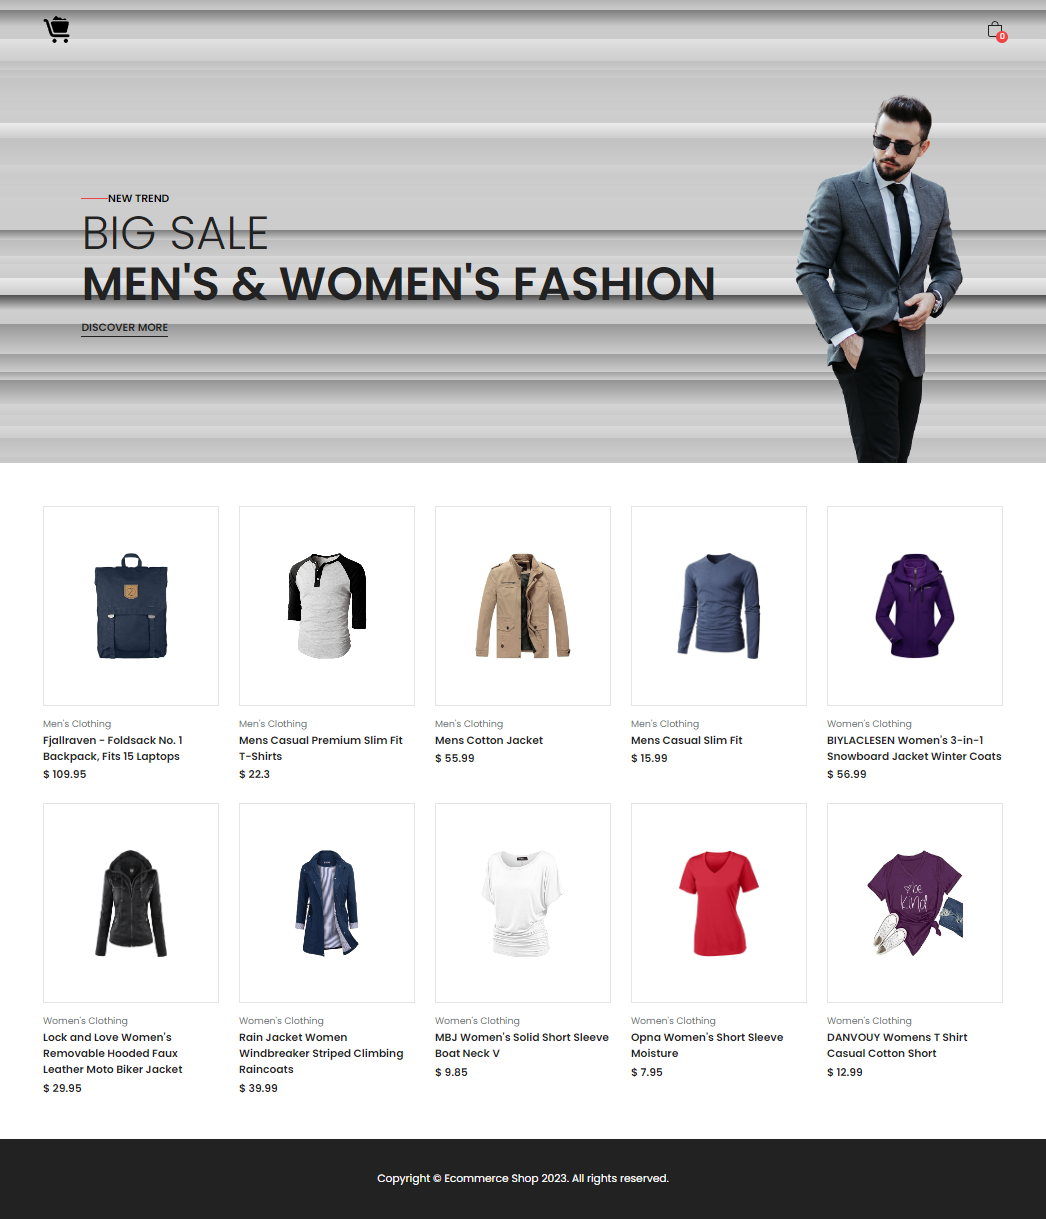 0
NEW TREND
BIG SALE
MEN'S & WOMEN'S FASHION
DISCOVER MORE
Men's Clothing
Fjallraven - Foldsack No. 1
Backpack, Fits 15 Laptops
$ 109.95
Men's Clothing
Mens Casual Premium Slim Fit
T-Shirts
$ 22.3
Men's Clothing
Mens Cotton Jacket
$ 55.99
Men's Clothing
Mens Casual Slim Fit
$ 15.99
Women's Clothing
BIYLACLESEN Women's 3-in-1
Snowboard Jacket Winter Coats
$ 56.99
Women's Clothing
Lock and Love Women's
Removable Hooded Faux
Leather Moto Biker Jacket
$ 29.95
Women's Clothing
Rain Jacket Women
Windbreaker Striped Climbing
Raincoats
$ 39.99
Women's Clothing
MBJ Women's Solid Short Sleeve
Boat Neck V
$ 9.85
Women's Clothing
Opna Women's Short Sleeve
Moisture
$ 7.95
be
kind
Women's Clothing
DANVOUY Womens T Shirt
Casual Cotton Short
$ 12.99
Copyright © Ecommerce Shop 2023. All rights reserved.